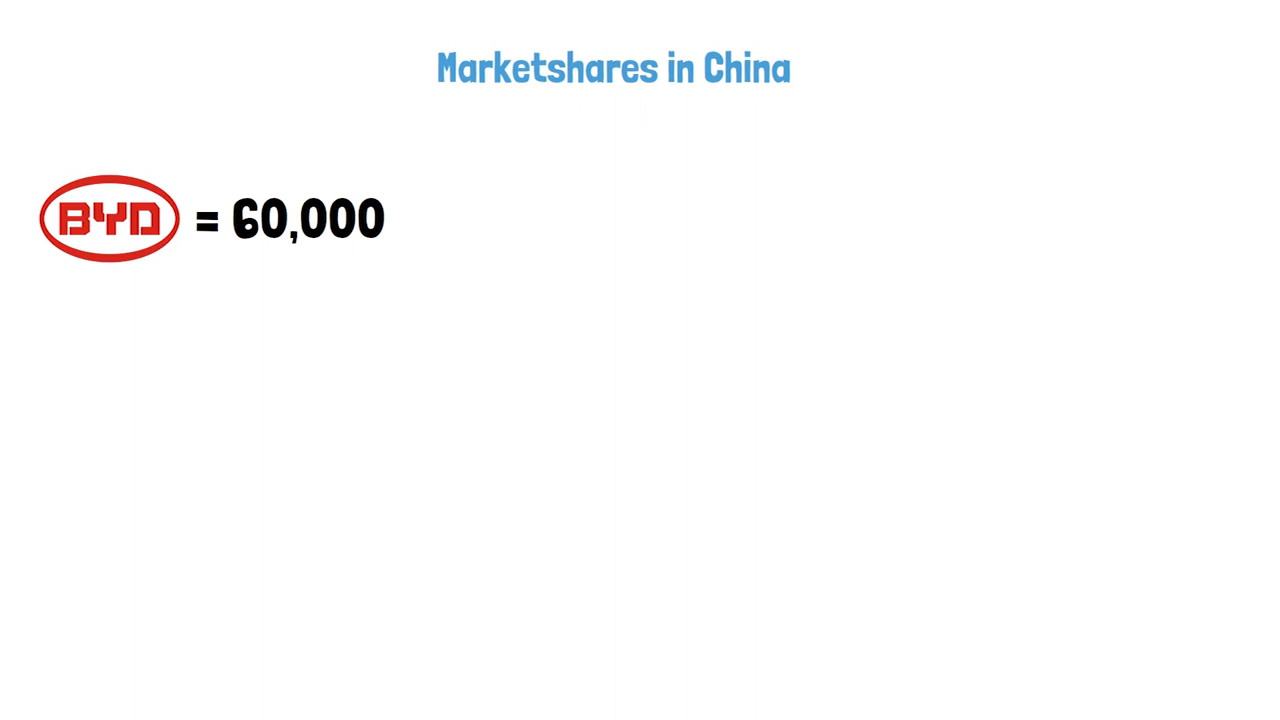 Marketshares in China
BYD = 60,000